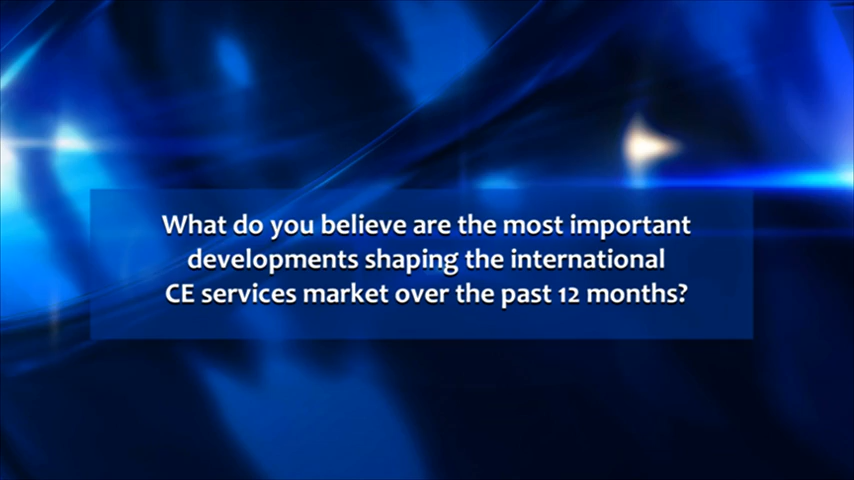 What do you believe are the most important
developments shaping the international
CE services market over the past 12 months?